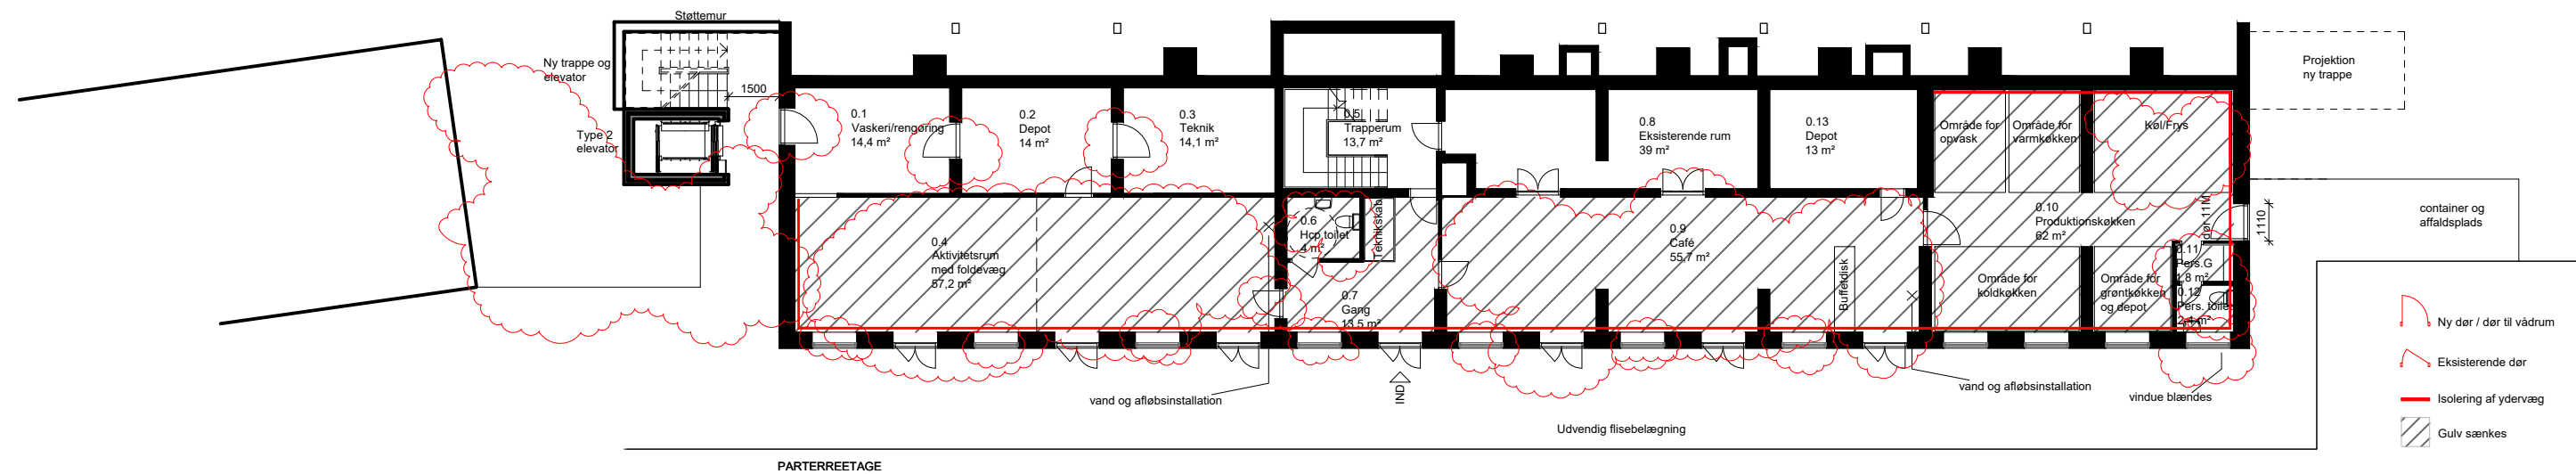 Støttemur
Ny trappe og
elevator
1500
Type 2
elevator
0.1
Vaskeri/rengøring
14,4 m²
0.2
Depot
14 m²
0.3
Teknik
14,1 m²
0.5
Trapperum
13,7 m²
0.8
Eksisterende rum
39 m²
0.13
Depot
13 m²
Område for
opvask
Område for
varmkøkken
Køl/Frys
Projektion
ny trappe
0.4
Aktivitetsrum
med foldevæg
57,2 m²
0.6
Hcp toilet
4 m²
Teknikskab
0.7
Gang
13,5 m²
0.9
Café
55,7 m²
Buffetdisk
0.10
Produktionskøkken
62 m²
dør 11M
1110
container og
affaldsplads
Område for
koldkøkken
Område for
grøntkøkken
og depot
0.11
Pers.G
1,8 m²
0.12
Pers. toilet
2,4 m²
Ny dør / dør til vådrum
Eksisterende dør
Isolering af ydervæg
Gulv sænkes
vand og afløbsinstallation
IND
vand og afløbsinstallation
vindue blændes
Udvendig flisebelægning
PARTERREETAGE